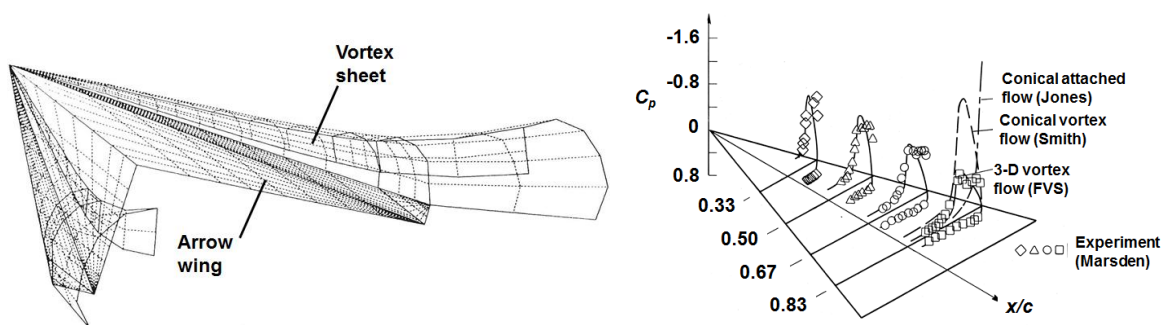 Vortex
sheet
Arrow
wing
-1.6
-0.8
0
0.8
Cp
0.33
0.50
0.67
0.83
x/c
Conical attached
flow (Jones)
Conical vortex
flow (Smith)
3-D vortex
flow (FVS)
Experiment
(Marsden)